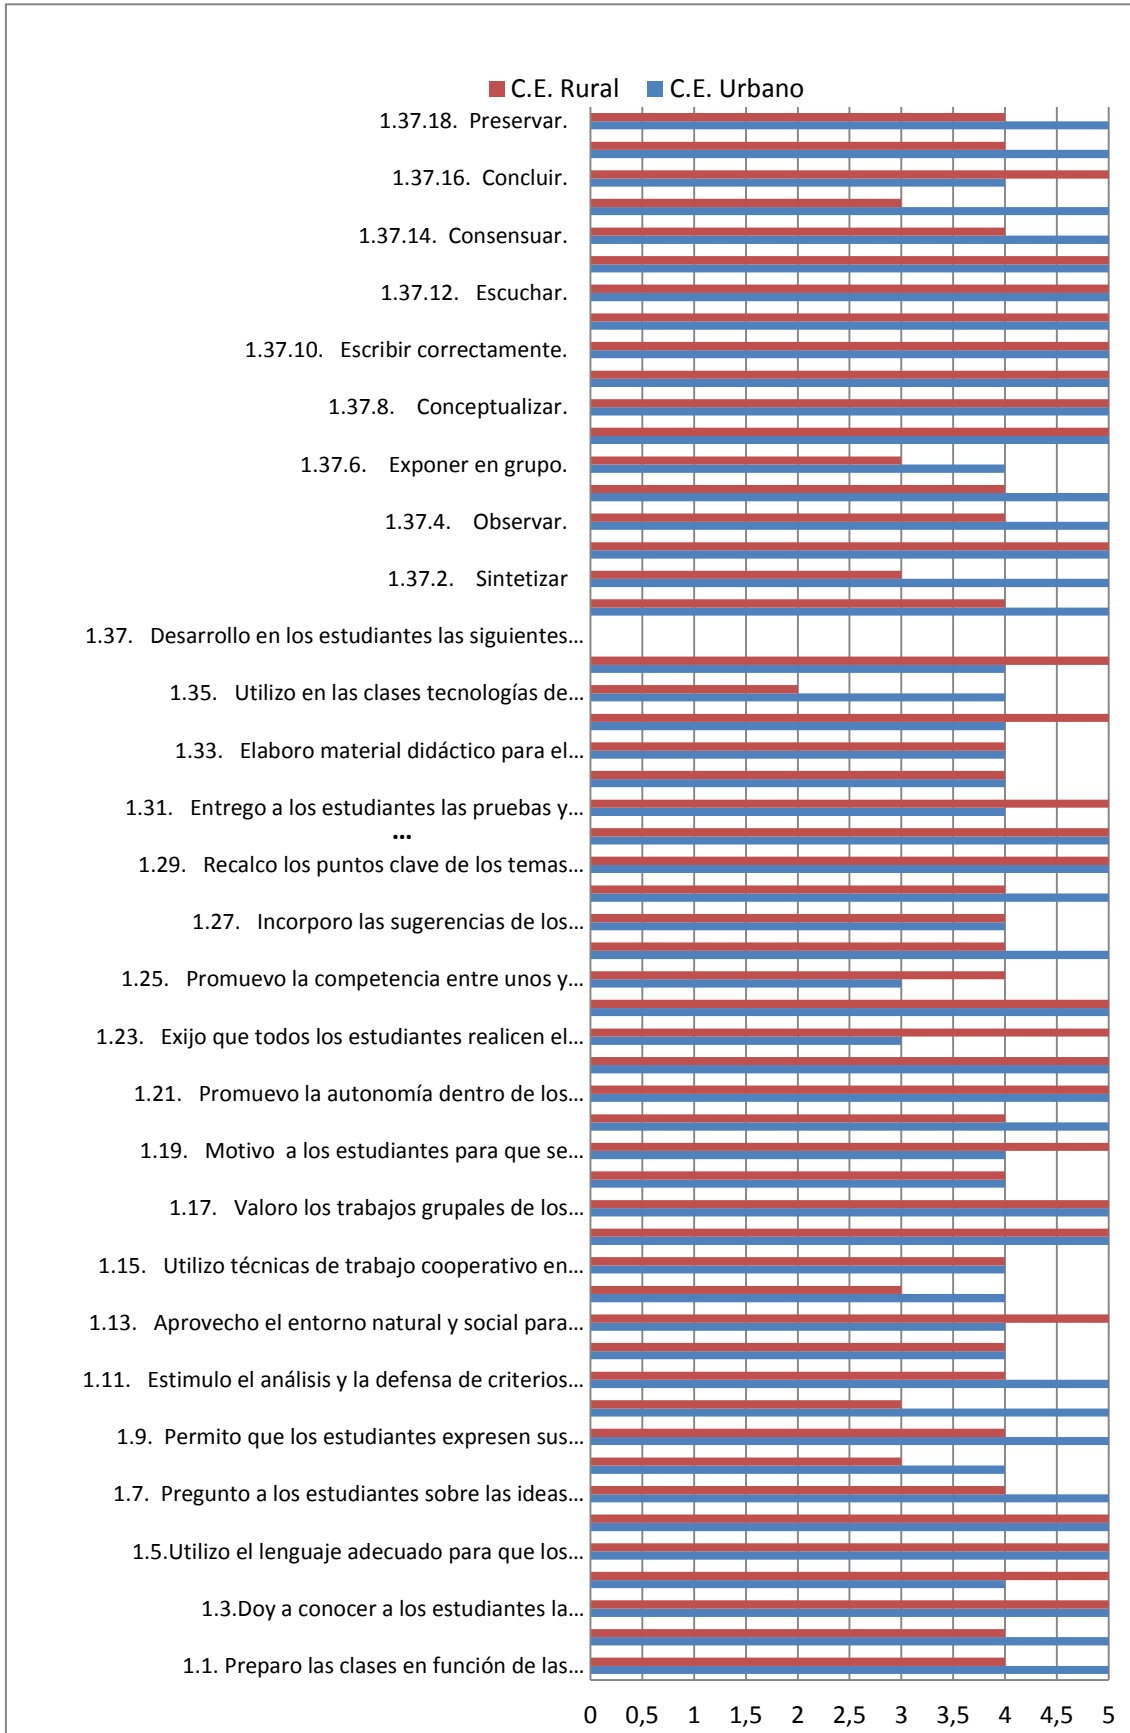 C.E. Rural C.E. Urbano
1.37.18. Preservar.
1.37.16. Concluir.
1.37.14. Consensuar.
1.37.12. Escuchar.
1.37.10. Escribir correctamente.
1.37.8. Conceptualizar.
1.37.6. Exponer en grupo.
1.37.4. Observar.
1.37.2. Sintetizar
1.37. Desarrollo en los estudiantes las siguientes...
1.35. Utilizo en las clases tecnologías de...
1.33. Elaboro material didáctico para el...
1.31. Entrego a los estudiantes las pruebas y...
...
1.29. Recalco los puntos clave de los temas...
1.27. Incorporo las sugerencias de los...
1.25. Promuevo la competencia entre unos y...
1.23. Exijo que todos los estudiantes realicen el...
1.21. Promuevo la autonomía dentro de los...
1.19. Motivo a los estudiantes para que se...
1.17. Valoro los trabajos grupales de los...
1.15. Utilizo técnicas de trabajo cooperativo en...
1.13. Aprovecho el entorno natural y social para...
1.11. Estimulo el análisis y la defensa de criterios...
1.9. Permito que los estudiantes expresen sus...
1.7. Pregunto a los estudiantes sobre las ideas...
1.5.Utilizo el lenguaje adecuado para que los...
1.3.Doy a conocer a los estudiantes la...
1.1. Preparo las clases en función de las...
0 0,5 1 1,5 2 2,5 3 3,5 4 4,5 5